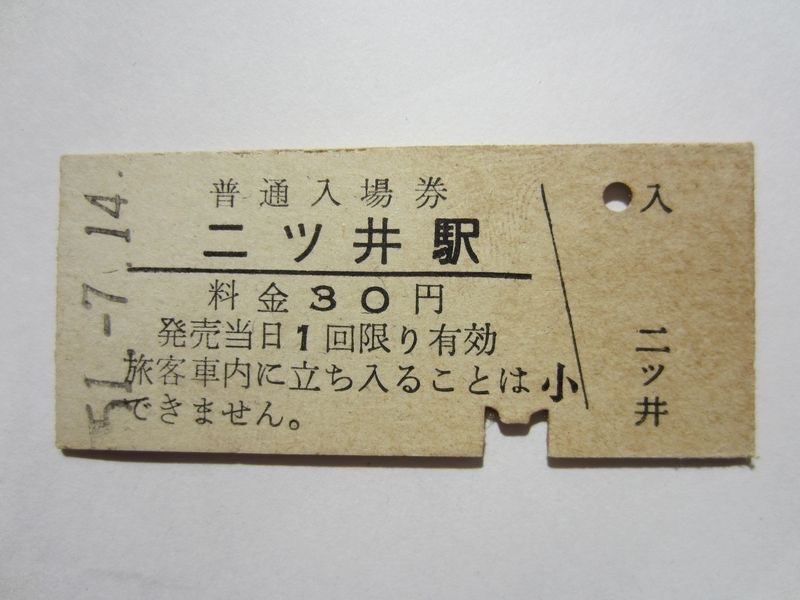 51.-7.14.
普通入場券
二ツ井駅
料金30円
発売当日1回限り有効
旅客車内に立ち入ることは
できません。
小
入
二ッ井